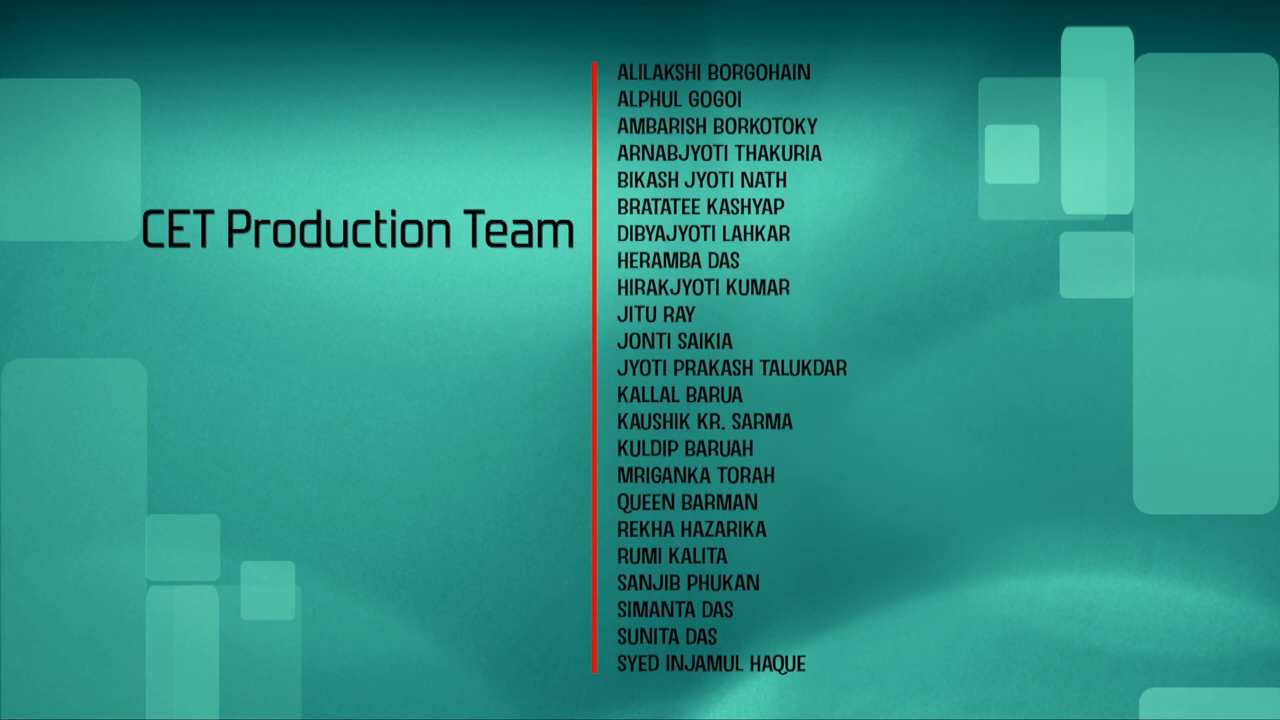 CET Production Team
ALILAKSHI BORGOHAIN
ALPHUL GOGOI
AMBARISH BORKOTOKY
ARNABJYOTI THAKURIA
BIKASH JYOTI NATH
BRATATEE KASHYAP
DIBYAJYOTI LAHKAR
HERAMBA DAS
HIRAKJYOTI KUMAR
JITU RAY
JONTI SAIKIA
JYOTI PRAKASH TALUKDAR
KALLAL BARUA
KAUSHIK KR. SARMA
KULDIP BARUAH
MRIGANKA TORAH
QUEEN BARMAN
REKHA HAZARIKA
RUMI KALITA
SANJIB PHUKAN
SIMANTA DAS
SUNITA DAS
SYED INJAMUL HAQUE